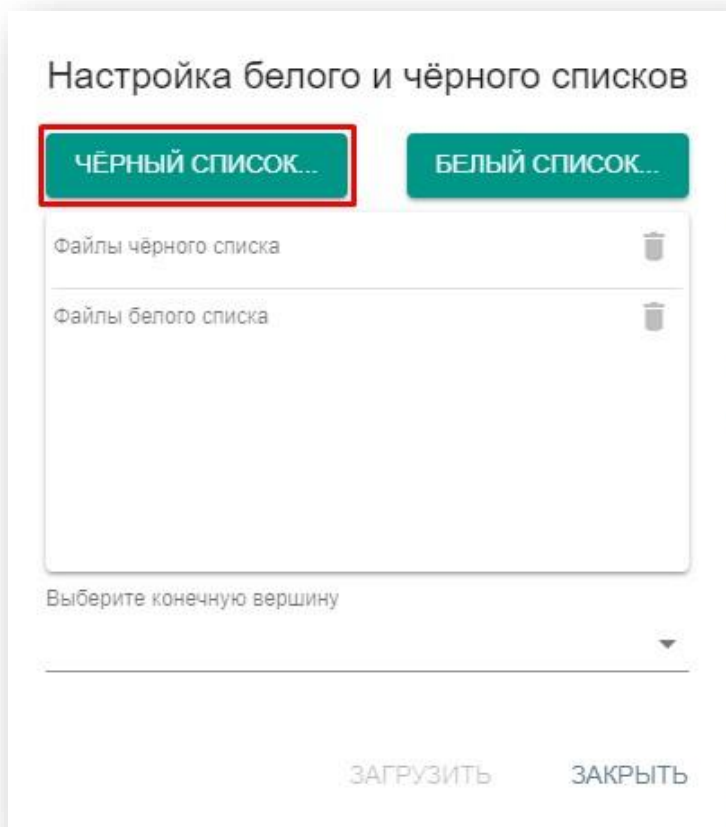 Настройка белого и чёрного списков
ЧЁРНЫЙ СПИСОК...
БЕЛЫЙ СПИСОК...
Файлы чёрного списка
Файлы белого списка
Выберите конечную вершину
ЗАГРУЗИТЬ
ЗАКРЫТЬ